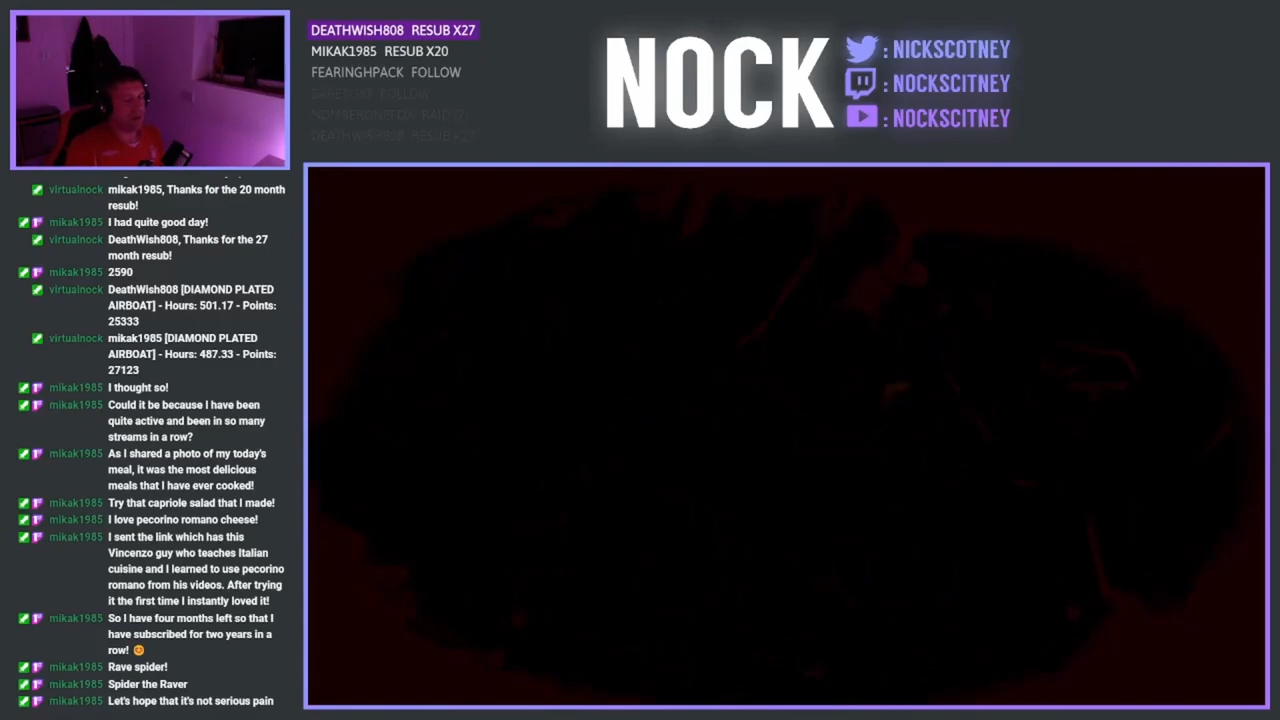 DEATHWISH808 RESUB X27
MIKAK1985 RESUB X20
FEARINGHPACK FOLLOW
DEATHWISH808 RESUB X27
NOCK
: NICKSCOTNEY
: NOCKSCITNEY
: NOCKSCITNEY
virtualnock mikak1985, Thanks for the 20 month
resub!
mikak1985 I had quite good day!
virtualnock DeathWish808, Thanks for the 27
month resub!
mikak1985 2590
virtualnock DeathWish808 [DIAMOND PLATED
AIRBOAT] - Hours: 501.17 - Points:
25333
virtualnock mikak1985 [DIAMOND PLATED
AIRBOAT] - Hours: 487.33 - Points:
27123
mikak1985 I thought so!
mikak1985 Could it be because I have been
quite active and been in so many
streams in a row?
mikak1985 As I shared a photo of my today's
meal, it was the most delicious
meals that I have ever cooked!
mikak1985 Try that capriole salad that I made!
mikak1985 I love pecorino romano cheese!
mikak1985 I sent the link which has this
Vincenzo guy who teaches Italian
cuisine and I learned to use pecorino
romano from his videos. After trying
it the first time I instantly loved it!
mikak1985 So I have four months left so that I
have subscribed for two years in a
row! 😊
mikak1985 Rave spider!
mikak1985 Spider the Raver
mikak1985 Let's hope that it's not serious pain